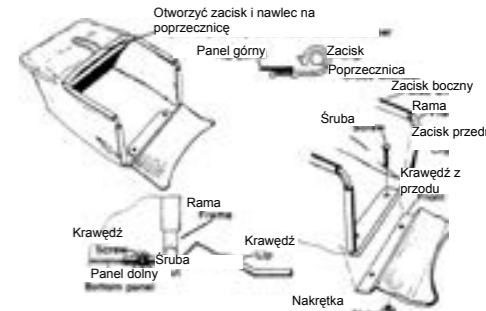 Otworzyć zacisk i nawlec na
poprzecznicę
Panel górny
Zacisk
Poprzecznica
Zacisk boczny
Rama
Śruba
Zacisk przedr
Krawędź z
przodu
Rama
Frame
Krawędź
Screw
Śruba
Panel dolny
Bottom panel
Krawędź
Lip
Nakrętka